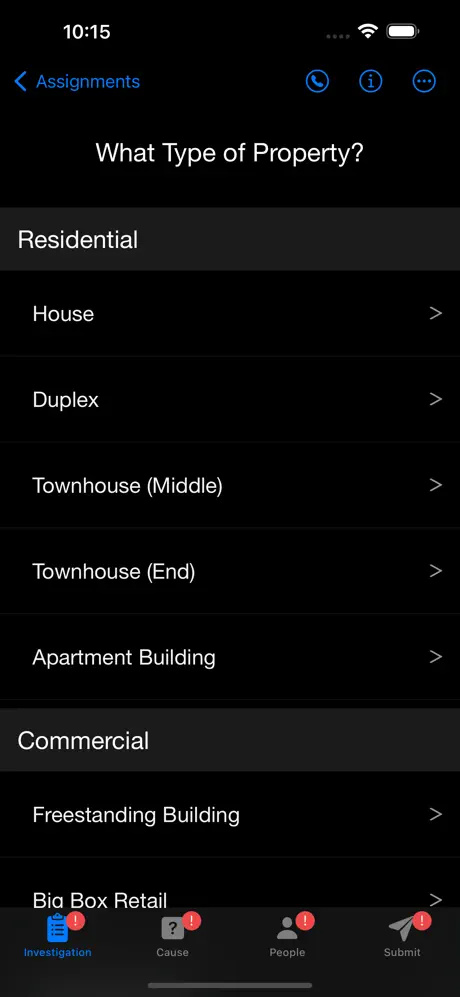 10:15
Assignments
What Type of Property?
Residential
House
Duplex
Townhouse (Middle)
Townhouse (End)
Apartment Building
Commercial
Freestanding Building
Big Box Retail
Investigation
Cause
People
Submit